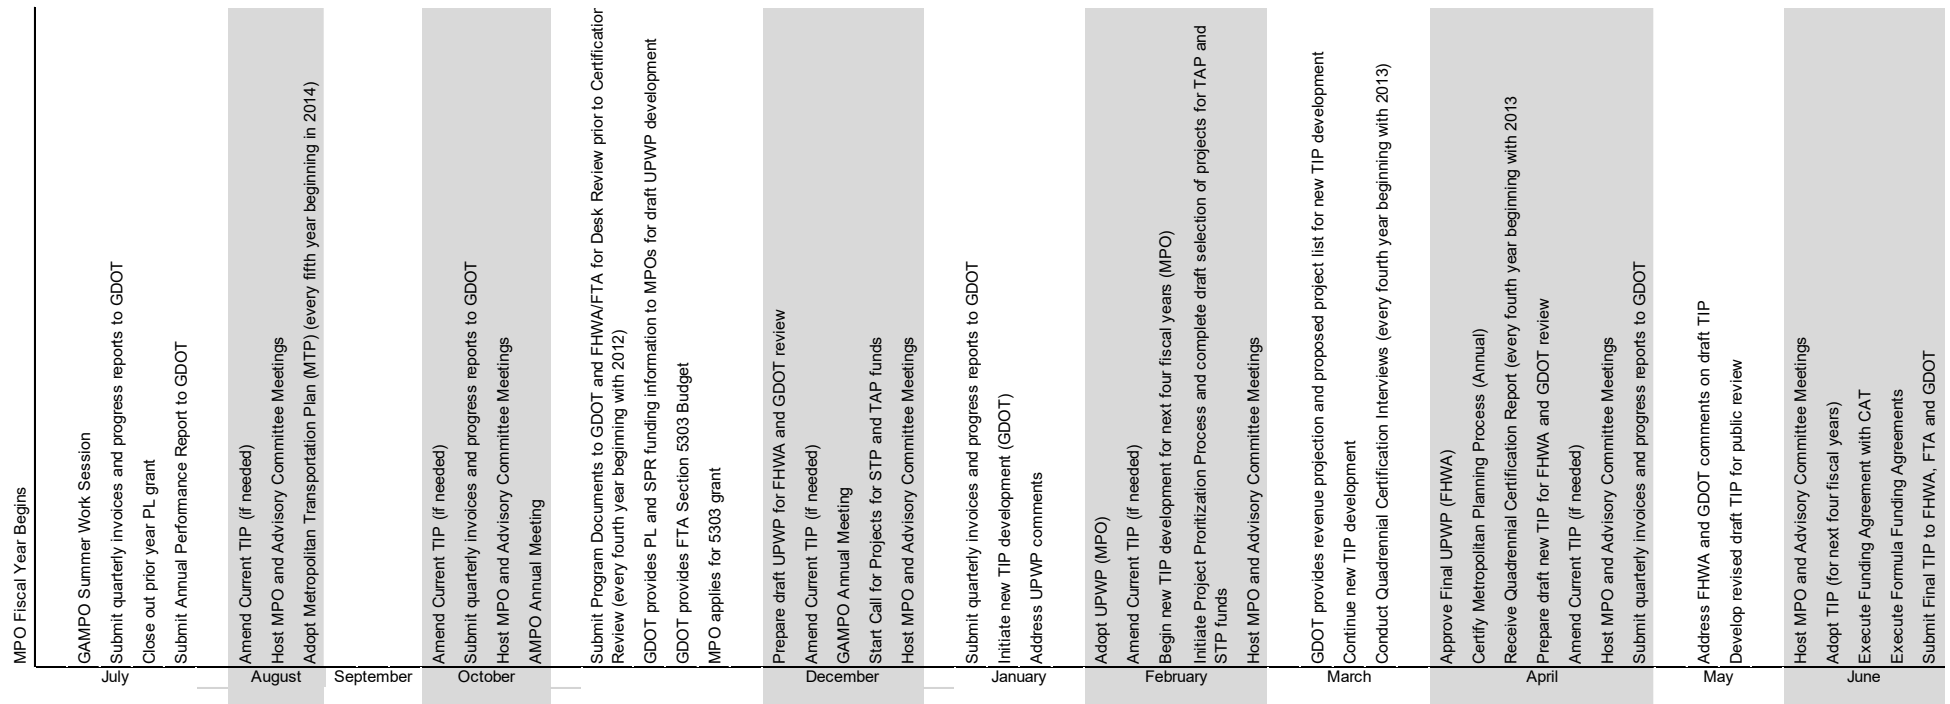 MPO Fiscal Year Begins
GAMPO Summer Work Session
Submit quarterly invoices and progress reports to GDOT
Close out prior year PL grant
Submit Annual Performance Report to GDOT
July
Amend Current TIP (if needed)
Host MPO and Advisory Committee Meetings
Adopt Metropolitan Transportation Plan (MTP) (every fifth year beginning in 2014)
August
September
Amend Current TIP (if needed)
Submit quarterly invoices and progress reports to GDOT
Host MPO and Advisory Committee Meetings
AMPO Annual Meeting
October
Submit Program Documents to GDOT and FHWA/FTA for Desk Review prior to Certification
Review (every fourth year beginning with 2012)
GDOT provides PL and SPR funding information to MPOs for draft UPWP development
GDOT provides FTA Section 5303 Budget
MPO applies for 5303 grant
Prepare draft UPWP for FHWA and GDOT review
Amend Current TIP (if needed)
GAMPO Annual Meeting
Start Call for Projects for STP and TAP funds
Host MPO and Advisory Committee Meetings
December
Submit quarterly invoices and progress reports to GDOT
Initiate new TIP development (GDOT)
Address UPWP comments
January
Adopt UPWP (MPO)
Amend Current TIP (if needed)
Begin new TIP development for next four fiscal years (MPO)
Initiate Project Proritization Process and complete draft selection of projects for TAP and
STP funds
Host MPO and Advisory Committee Meetings
February
GDOT provides revenue projection and proposed project list for new TIP development
Continue new TIP development
Conduct Quadrennial Certification Interviews (every fourth year beginning with 2013)
March
Approve Final UPWP (FHWA)
Certify Metropolitan Planning Process (Annual)
Receive Quadrennial Certification Report (every fourth year beginning with 2013
Prepare draft new TIP for FHWA and GDOT review
Amend Current TIP (if needed)
Host MPO and Advisory Committee Meetings
Submit quarterly invoices and progress reports to GDOT
April
Address FHWA and GDOT comments on draft TIP
Develop revised draft TIP for public review
May
Host MPO and Advisory Committee Meetings
Adopt TIP (for next four fiscal years)
Execute Funding Agreement with CAT
Execute Formula Funding Agreements
Submit Final TIP to FHWA, FTA and GDOT
June